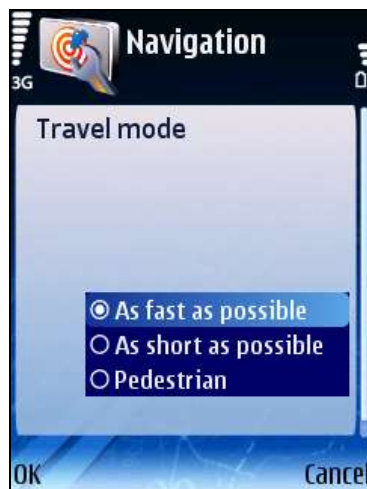 Navigation
3G
Travel mode
As fast as possible
As short as possible
Pedestrian
OK Cancel